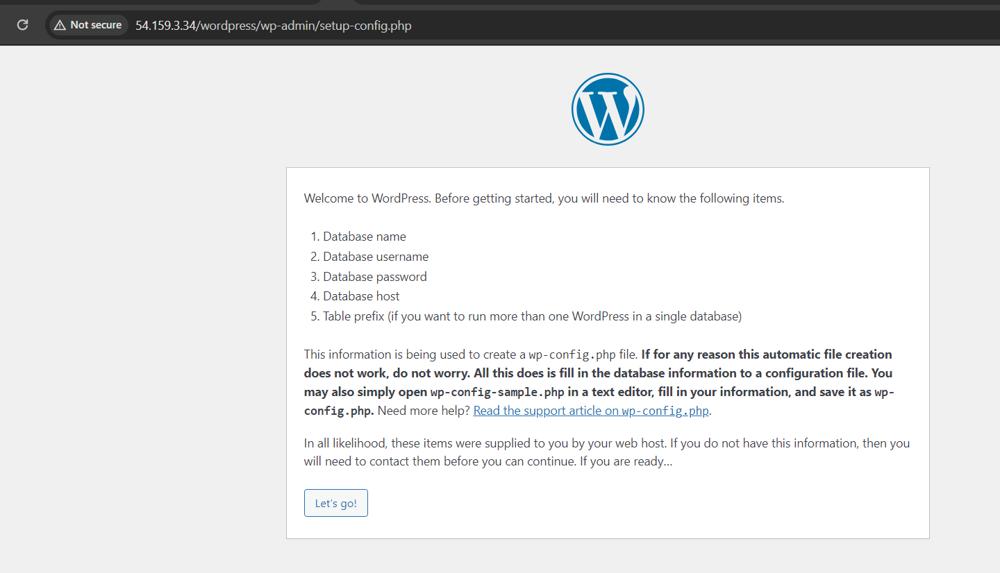 Not secure 54.159.3.34/wordpress/wp-admin/setup-config.php
Welcome to WordPress. Before getting started, you will need to know the following items.
1. Database name
2. Database username
3. Database password
4. Database host
5. Table prefix (if you want to run more than one WordPress in a single database)
This information is being used to create a wp-config.php file. If for any reason this automatic file creation
does not work, do not worry. All this does is fill in the database information to a configuration file. You
may also simply open wp-config-sample.php in a text editor, fill in your information, and save it as wp-
config.php. Need more help? Read the support article on wp-config.php.
In all likelihood, these items were supplied to you by your web host. If you do not have this information, then you
will need to contact them before you can continue. If you are ready…
Let’s go!